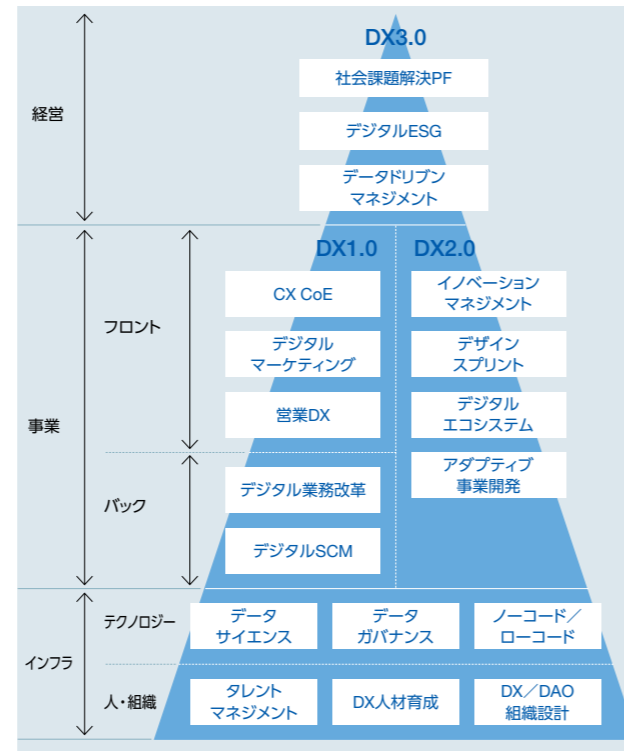 DX3.0
社会課題解決PF
経営
デジタルESG
データドリブン
マネジメント
DX1.0
DX2.0
CX CoE
イノベーション
マネジメント
フロント
デジタル
マーケティング
デザイン
スプリント
事業
営業DX
デジタル
エコシステム
バック
デジタル業務改革
アダプティブ
事業開発
デジタルSCM
インフラ
テクノロジー
データ
サイエンス
データ
ガバナンス
ノーコード／
ローコード
人・組織
タレント
マネジメント
DX人材育成
DX／DAO
組織設計